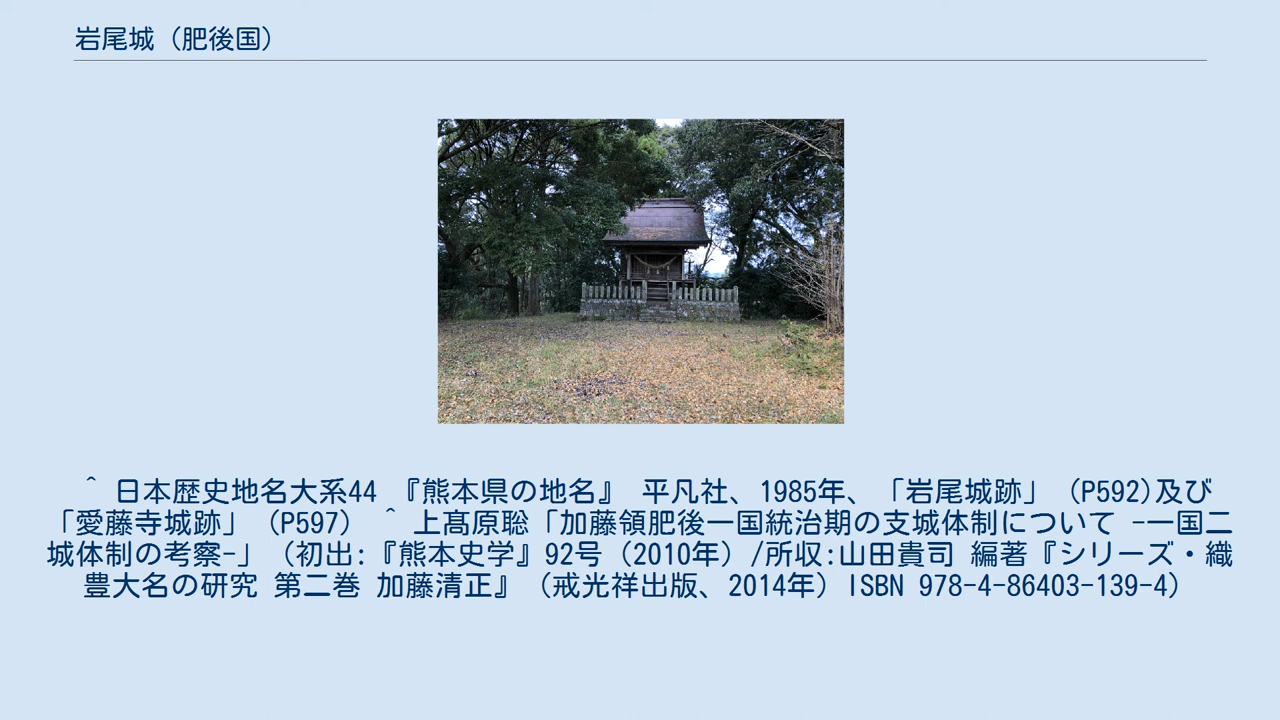 岩尾城（肥後国）
^ 日本歴史地名大系44 『熊本県の地名』 平凡社、1985年、「岩尾城跡」（P592)及び
「愛藤寺城跡」（P597） ^ 上髙原聡「加藤領肥後一国統治期の支城体制について -一国二
城体制の考察-」（初出:『熊本史学』92号（2010年）/所収:山田貴司 編著『シリーズ・織
豊大名の研究 第二巻 加藤清正』（戒光祥出版、2014年）ISBN 978-4-86403-139-4）